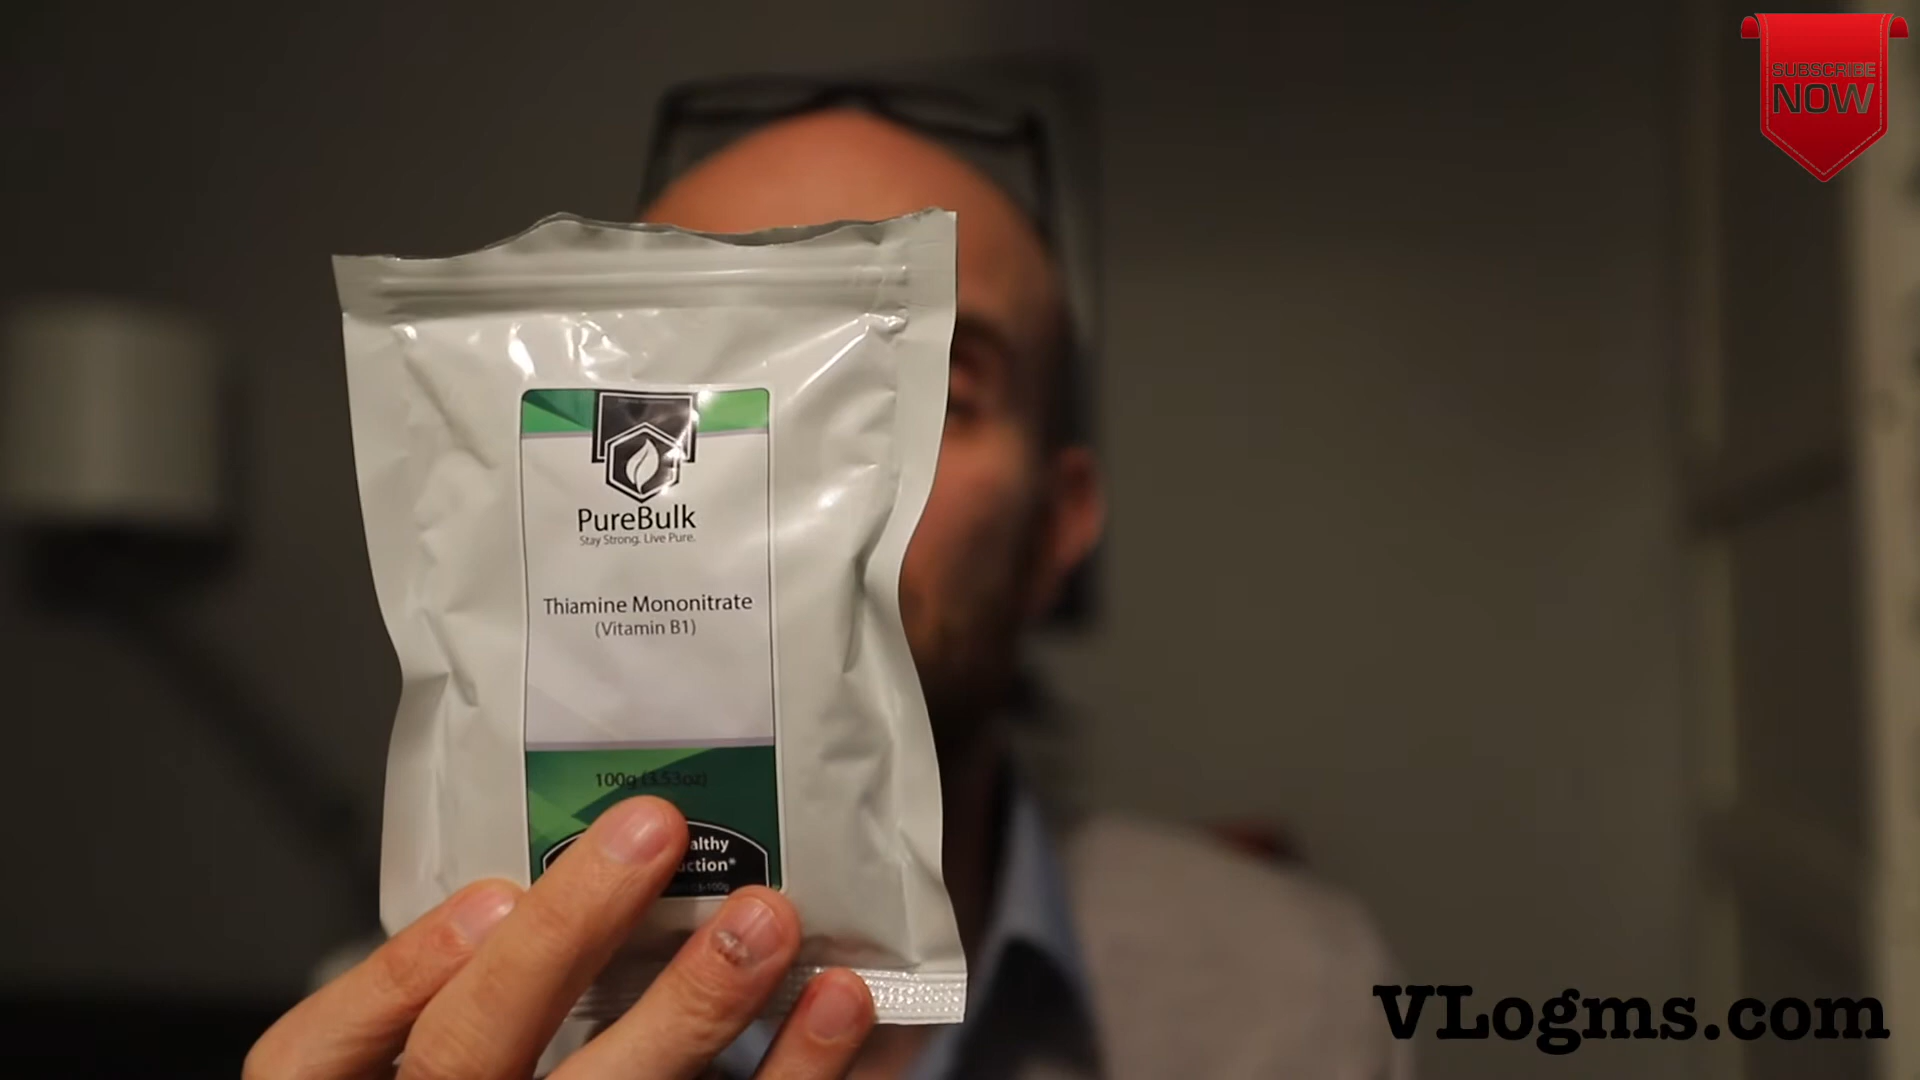 SUBSCRIBE
NOW
PureBulk
Stay Strong. Live Pure.
Thiamine Mononitrate
(Vitamin B1)
100g (3.53oz)
VLogms.com